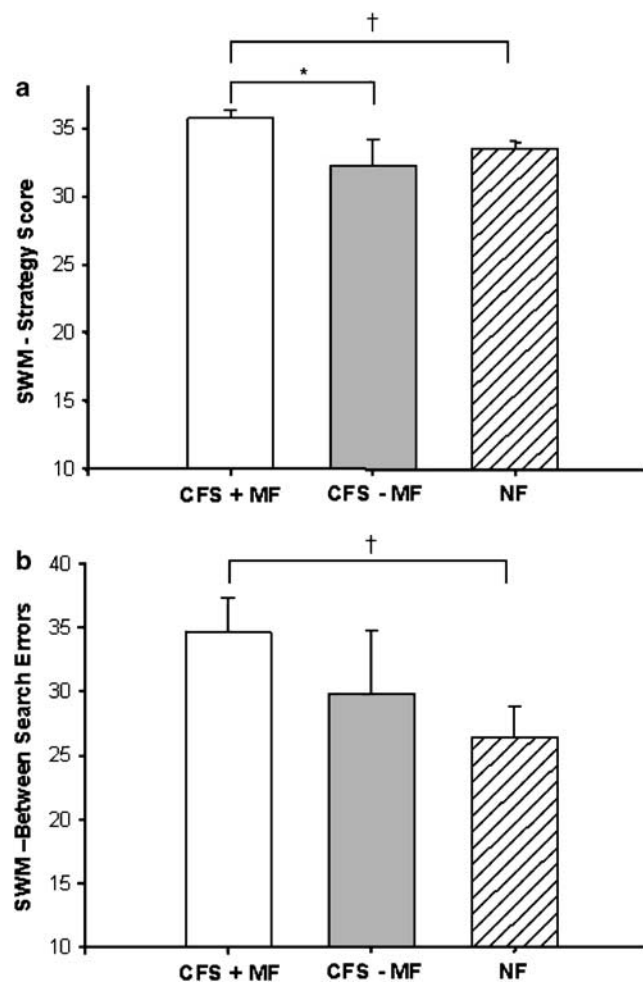 †
a
*
35
30
25
20
15
10
SWM - Strategy Score
CFS + MF CFS - MF NF
b
†
40
35
30
25
20
15
10
SWM –Between Search Errors
CFS + MF CFS - MF NF